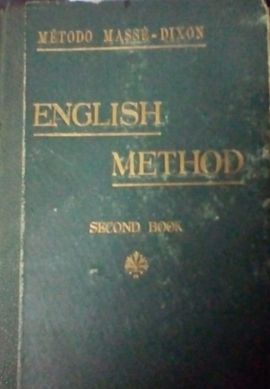 MÉTODO MASSÉ-DIXON
ENGLISH
METHOD
SECOND BOOK